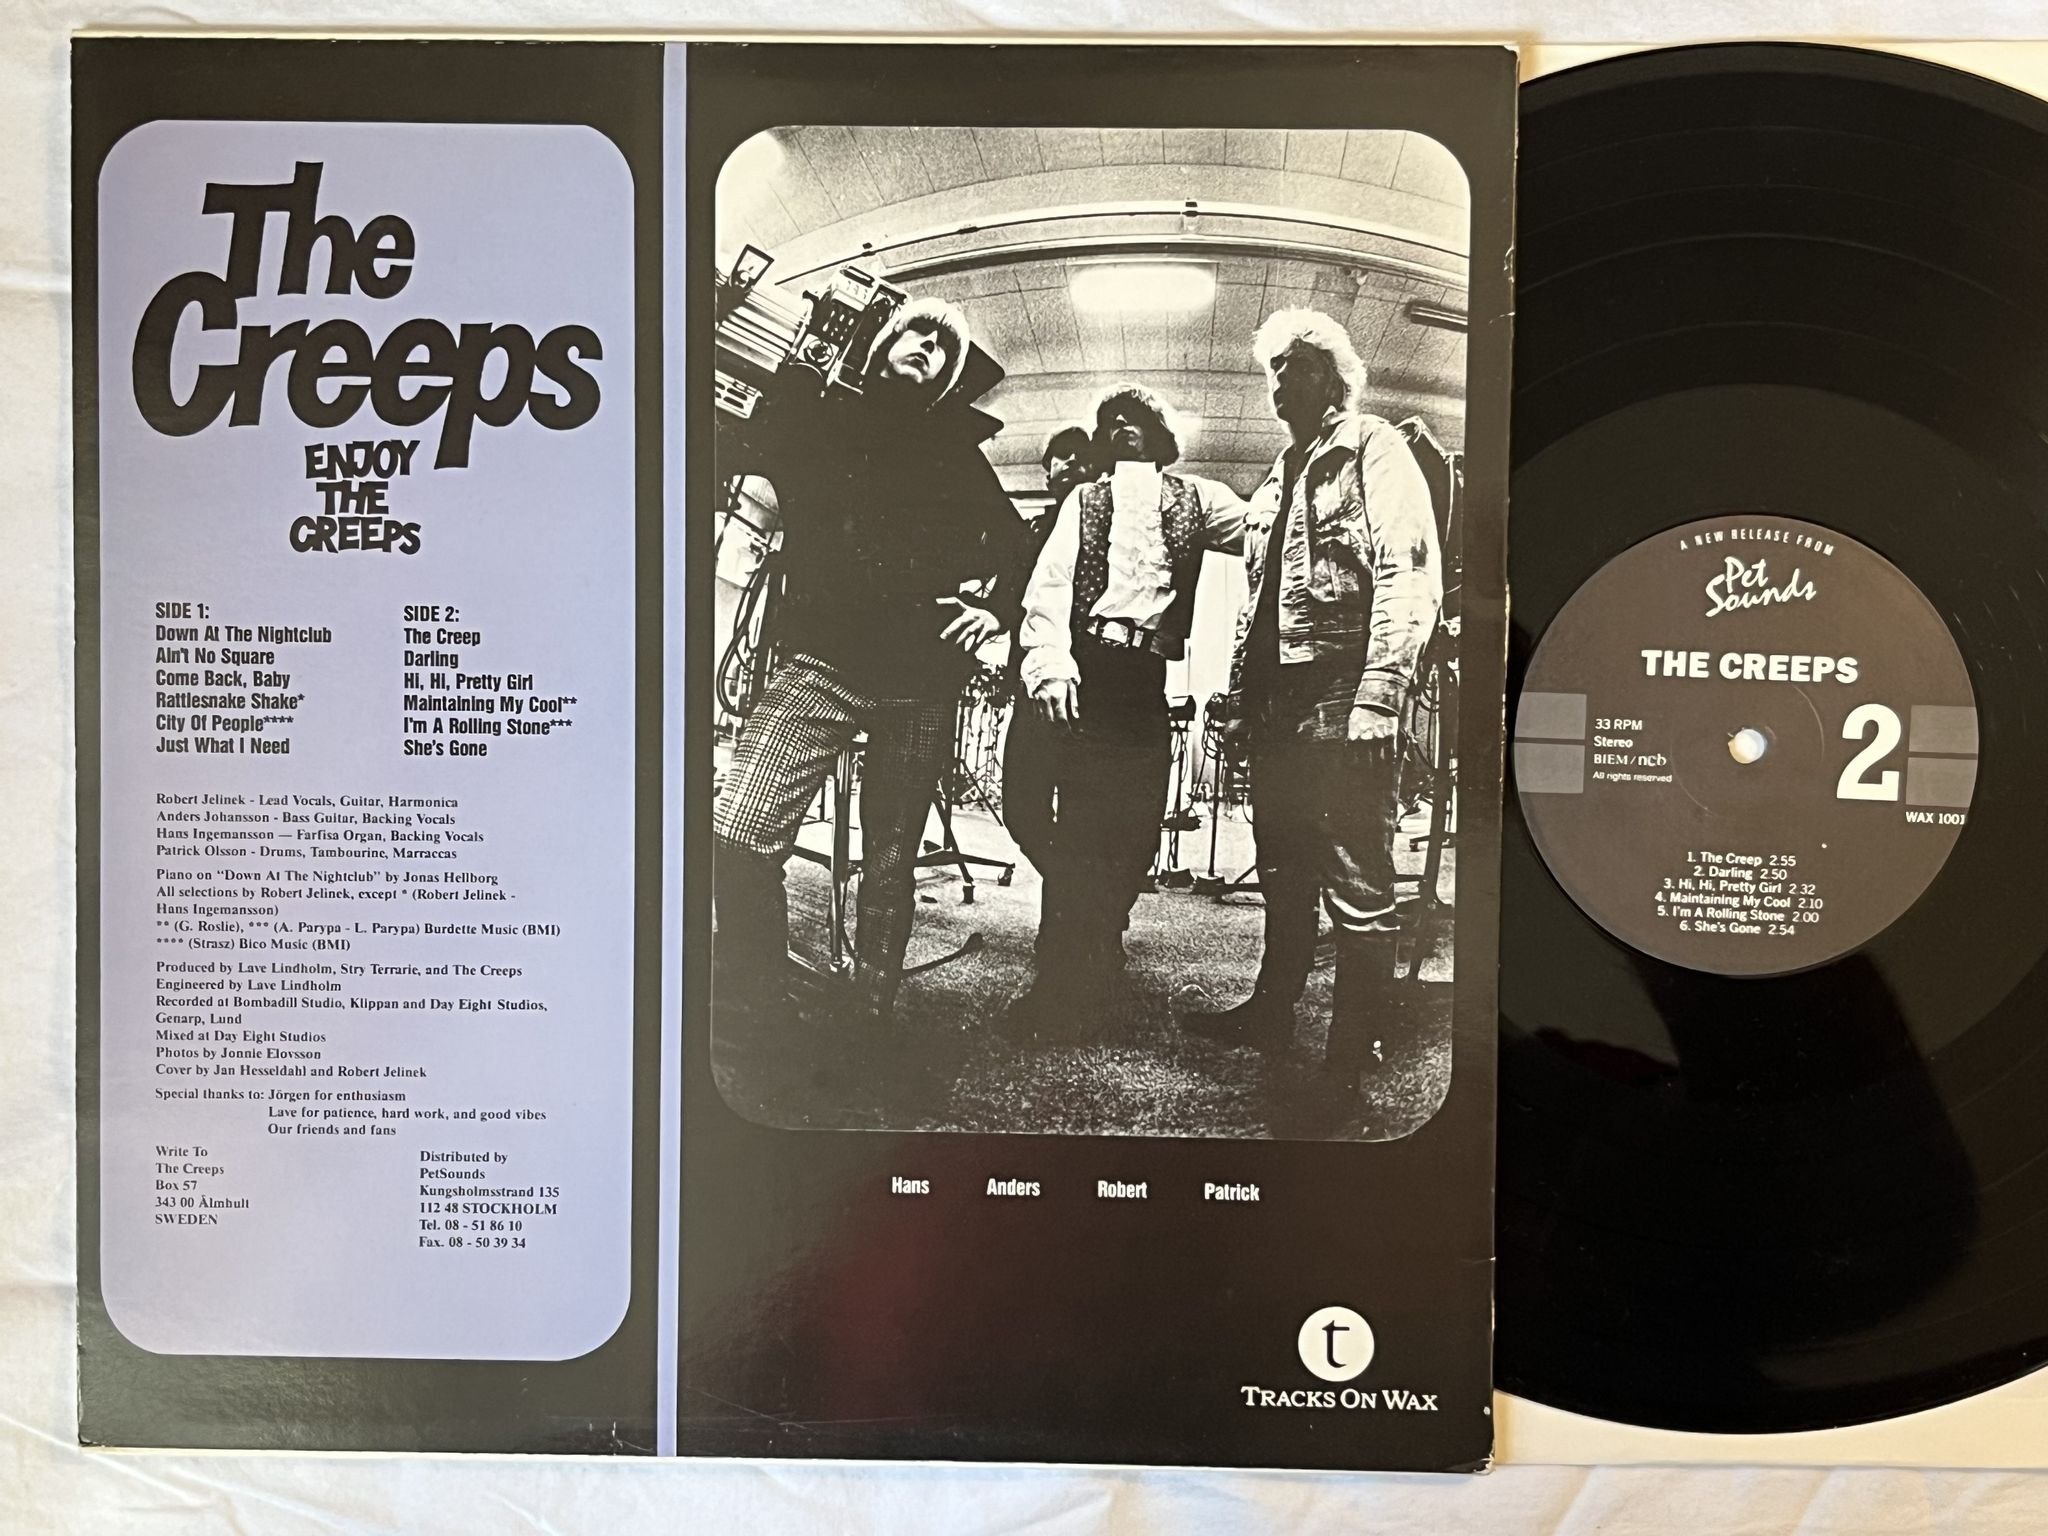 The
Creeps
ENJOY
THE
CREEPS
SIDE 1:
Down At The Nightclub
Ain't No Square
Come Back, Baby
Rattlesnake Shake*
City Of People****
Just What I Need
SIDE 2:
The Creep
Darling
Hi, Hi, Pretty Girl
Maintaining My Cool**
I'm A Rolling Stone***
She's Gone
Robert Jelinek - Lead Vocals, Guitar, Harmonica
Anders Johansson - Bass Guitar, Backing Vocals
Hans Ingemansson — Farfisa Organ, Backing Vocals
Patrick Olsson - Drums, Tambourine, Marraccas
Piano on "Down At The Nightclub" by Jonas Hellborg
All selections by Robert Jelinek, except * (Robert Jelinek -
Hans Ingemansson)
** (G. Roslie), *** (A. Parypa - L. Parypa) Burdette Music (BMI)
**** (Strasz) Bico Music (BMI)
Produced by Lave Lindholm, Stry Terrarie, and The Creeps
Engineered by Lave Lindholm
Recorded at Bombadill Studio, Klippan and Day Eight Studios,
Genarp, Lund
Mixed at Day Eight Studios
Photos by Jonnie Elovsson
Cover by Jan Hesseldahl and Robert Jelinek
Special thanks to: Jörgen for enthusiasm
Lave for patience, hard work, and good vibes
Our friends and fans
Write To
The Creeps
Box 57
343 00 Älmhult
SWEDEN
Distributed by
PetSounds
Kungsholmsstrand 135
112 48 STOCKHOLM
Tel. 08 - 51 86 10
Fax. 08 - 50 39 34
Hans Anders Robert Patrick
t
TRACKS ON WAX
A NEW RELEASE FROM
Pet
Sounds
THE CREEPS
33 RPM
Stereo
BIEM/ncb
All rights reserved
2
WAX 1001
1. The Creep 2.55
2. Darling 2.50
3. Hi, Hi, Pretty Girl 2.32
4. Maintaining My Cool 2.10
5. I'm A Rolling Stone 2.00
6. She's Gone 2.54